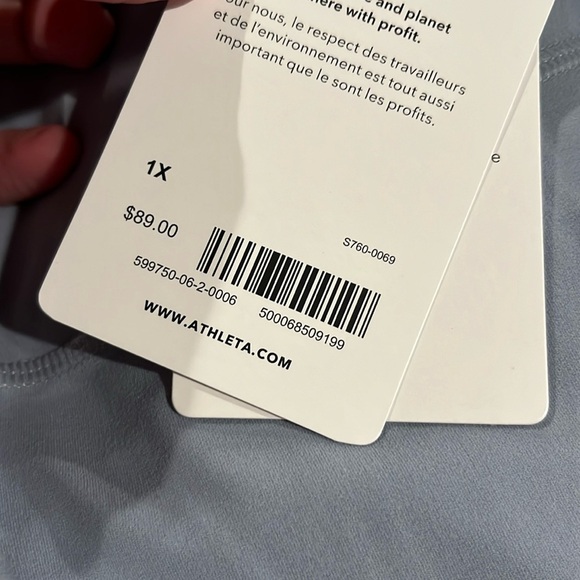 and planet
here with profit.
our nous, le respect des travailleurs
et de l'environnement est tout aussi
important que le sont les profits.
e
1X
$89.00
S760-0069
599750-06-2-0006
500068509199
WWW.ATHLETA.COM